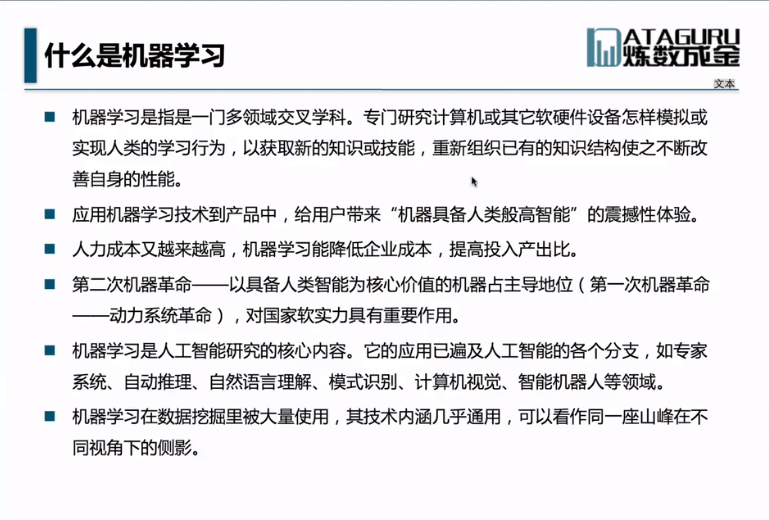 什么是机器学习
DATAGURU
炼数成金
文本
■ 机器学习是指是一门多领域交叉学科。专门研究计算机或其它软硬件设备怎样模拟或
实现人类的学习行为，以获取新的知识或技能，重新组织已有的知识结构使之不断改
善自身的性能。
■ 应用机器学习技术到产品中，给用户带来“机器具备人类般高智能”的震撼性体验。
■ 人力成本又越来越高，机器学习能降低企业成本，提高投入产出比。
■ 第二次机器革命——以具备人类智能为核心价值的机器占主导地位（第一次机器革命
——动力系统革命），对国家软实力具有重要作用。
■ 机器学习是人工智能研究的核心内容。它的应用已遍及人工智能的各个分支，如专家
系统、自动推理、自然语言理解、模式识别、计算机视觉、智能机器人等领域。
■ 机器学习在数据挖掘里被大量使用，其技术内涵几乎通用，可以看作同一座山峰在不
同视角下的侧影。